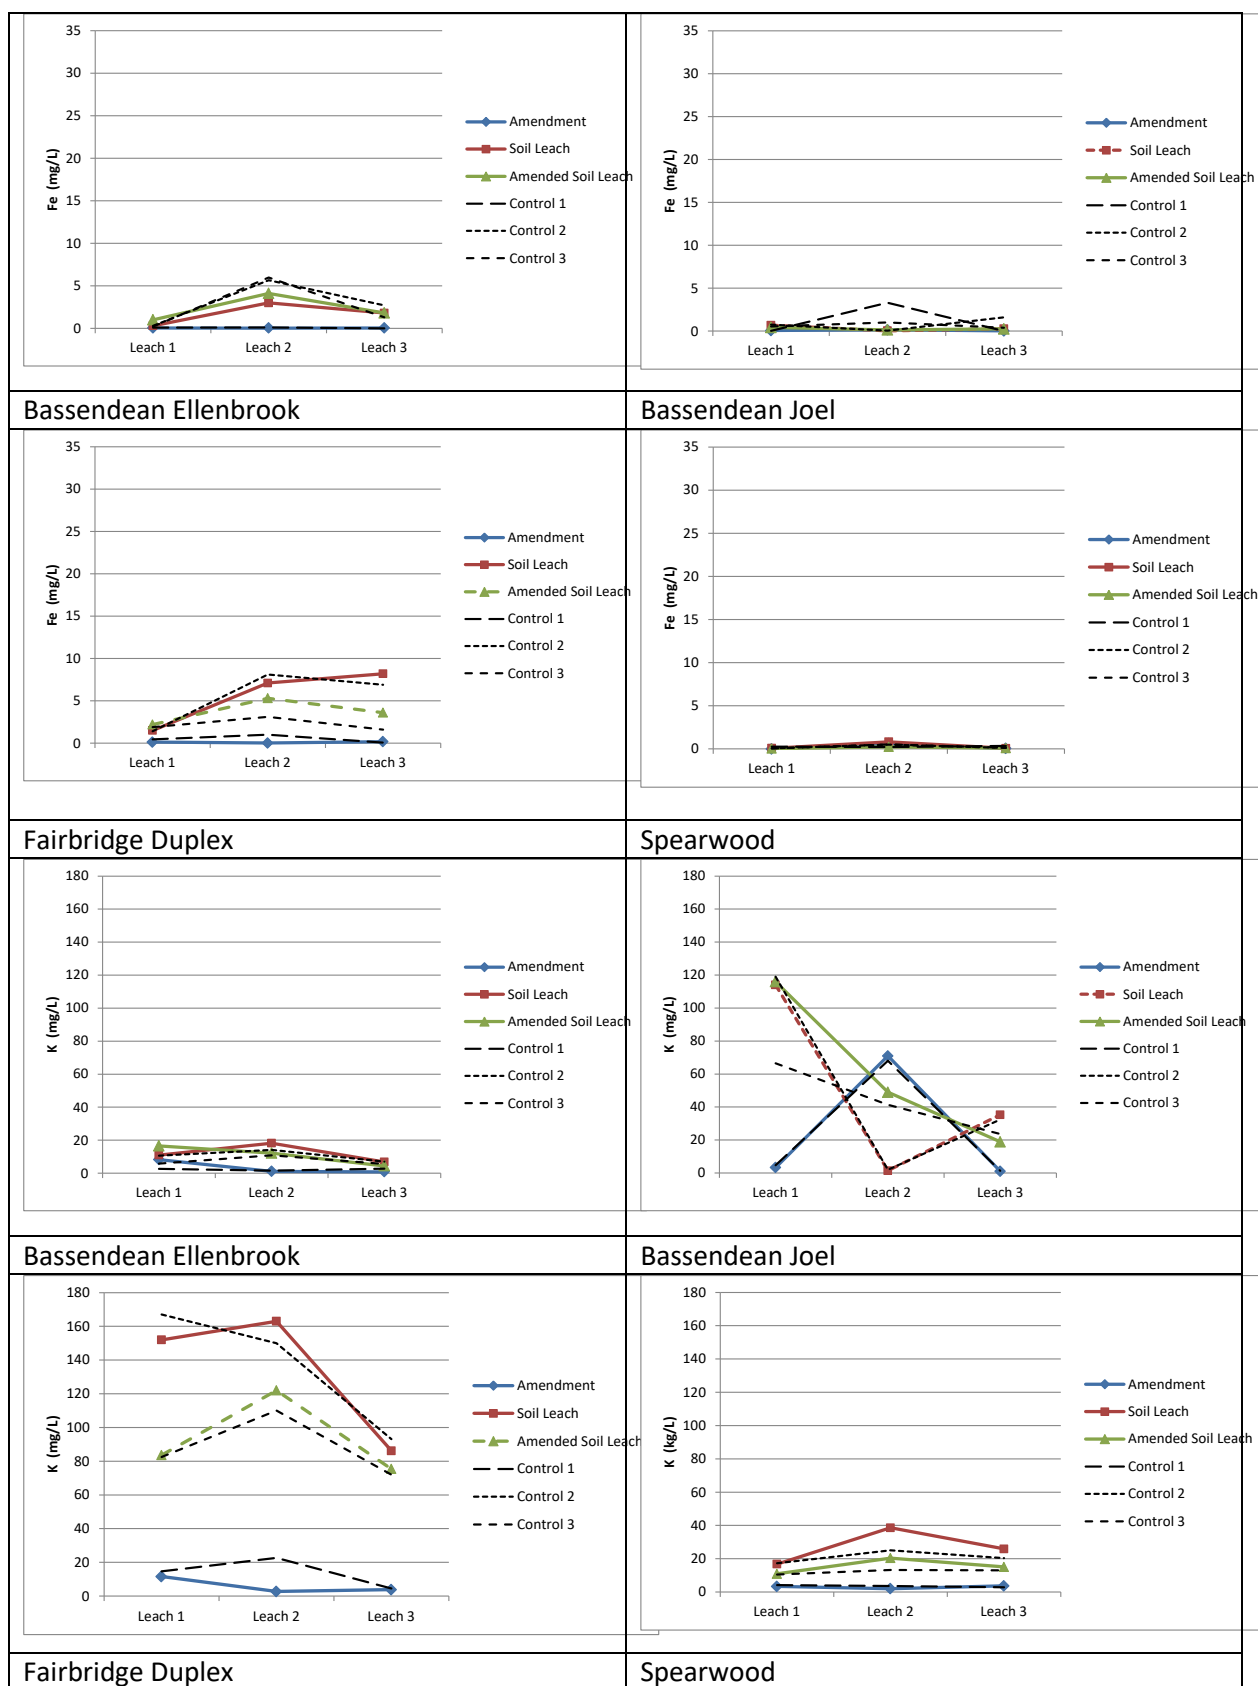 35
30
25
20
15
10
5
0
Fe (mg/L)
Leach 1 Leach 2 Leach 3
Amendment
Soil Leach
Amended Soil Leach
Control 1
Control 2
Control 3
35
30
25
20
15
10
5
0
Fe (mg/L)
Leach 1 Leach 2 Leach 3
Amendment
Soil Leach
Amended Soil Leach
Control 1
Control 2
Control 3
Bassendean Ellenbrook
Bassendean Joel
35
30
25
20
15
10
5
0
Fe (mg/L)
Leach 1 Leach 2 Leach 3
Amendment
Soil Leach
Amended Soil Leach
Control 1
Control 2
Control 3
35
30
25
20
15
10
5
0
Fe (mg/L)
Leach 1 Leach 2 Leach 3
Amendment
Soil Leach
Amended Soil Leach
Control 1
Control 2
Control 3
Fairbridge Duplex
Spearwood
180
160
140
120
100
80
60
40
20
0
K (mg/L)
Leach 1 Leach 2 Leach 3
Amendment
Soil Leach
Amended Soil Leach
Control 1
Control 2
Control 3
180
160
140
120
100
80
60
40
20
0
K (mg/L)
Leach 1 Leach 2 Leach 3
Amendment
Soil Leach
Amended Soil Leach
Control 1
Control 2
Control 3
Bassendean Ellenbrook
Bassendean Joel
180
160
140
120
100
80
60
40
20
0
K (mg/L)
Leach 1 Leach 2 Leach 3
Amendment
Soil Leach
Amended Soil Leach
Control 1
Control 2
Control 3
180
160
140
120
100
80
60
40
20
0
K (kg/L)
Leach 1 Leach 2 Leach 3
Amendment
Soil Leach
Amended Soil Leach
Control 1
Control 2
Control 3
Fairbridge Duplex
Spearwood